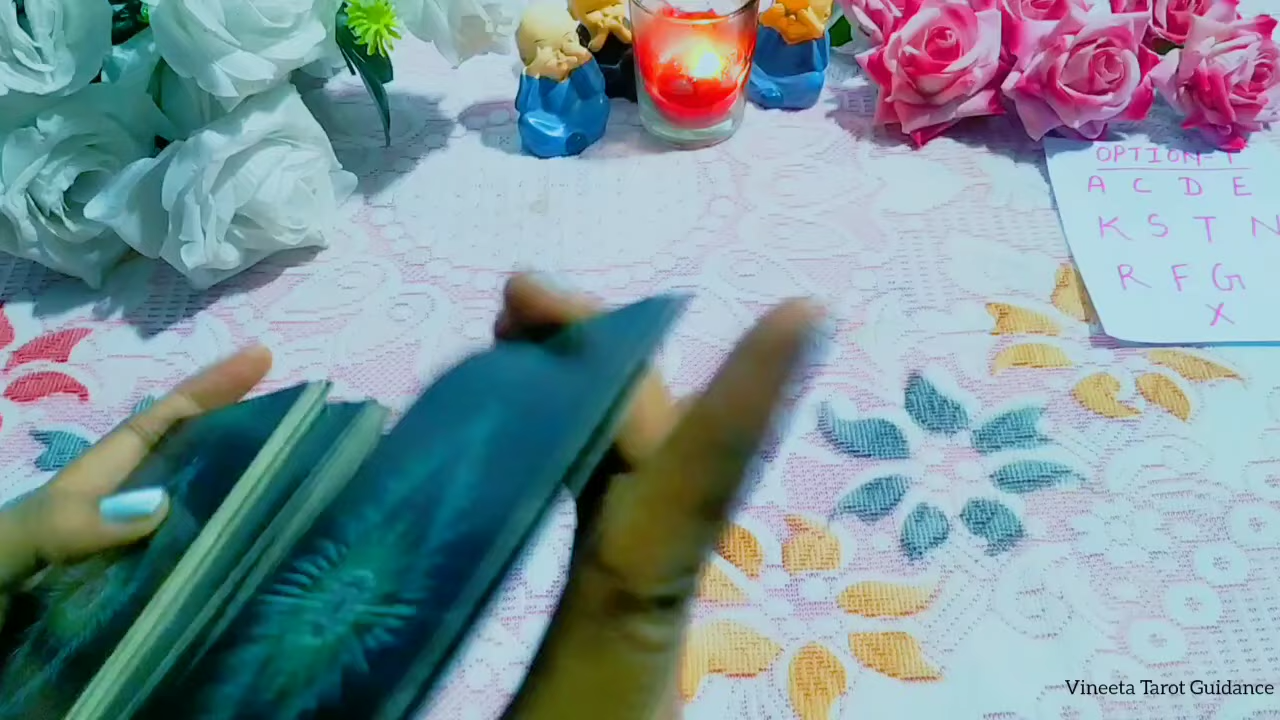 OPTION-1
A C D E
K S T N
R F G
X
Vineeta Tarot Guidance